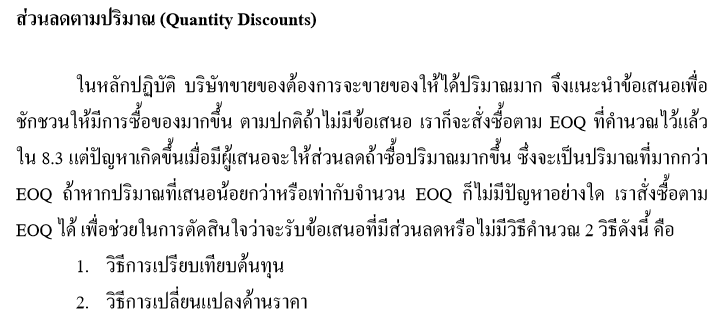 ส่วนลดตามปริมาณ (Quantity Discounts)
ในหลักปฏิบัติ บริษัทขายของต้องการจะขายของให้ได้ปริมาณมาก จึงแนะนำข้อเสนอเพื่อ
ชักชวนให้มีการซื้อของมากขึ้น ตามปกติถ้าไม่มีข้อเสนอ เราก็จะสั่งซื้อตาม EOQ ที่คำนวณไว้แล้ว
ใน 8.3 แต่ปัญหาเกิดขึ้นเมื่อมีผู้เสนอจะให้ส่วนลดถ้าซื้อปริมาณมากขึ้น ซึ่งจะเป็นปริมาณที่มากกว่า
EOQ ถ้าหากปริมาณที่เสนอน้อยกว่าหรือเท่ากับจำนวน EOQ ก็ไม่มีปัญหาอย่างใด เราสั่งซื้อตาม
EOQ ได้ เพื่อช่วยในการตัดสินใจว่าจะรับข้อเสนอที่มีส่วนลดหรือไม่มีวิธีคำนวณ 2 วิธีดังนี้ คือ
1. วิธีการเปรียบเทียบต้นทุน
2. วิธีการเปลี่ยนแปลงด้านราคา